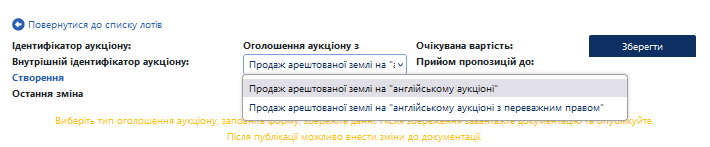 Повернутися до списку лотів
Ідентифікатор аукціону:
Оголошення аукціону з
Очікувана вартість:
Зберегти
Внутрішній ідентифікатор аукціону:
Продаж арештованої землі на "а
Прийом пропозицій до:
Створення
Продаж арештованої землі на "англійському аукціоні"
Остання зміна
Продаж арештованої землі на "англійському аукціоні з переважним правом"
Виберіть тип оголошення аукціону, заповніть форму, збережіть дані. Після збереження завантажте документацію та опублікуйте.
Після публікації можливо внести зміни до документації.